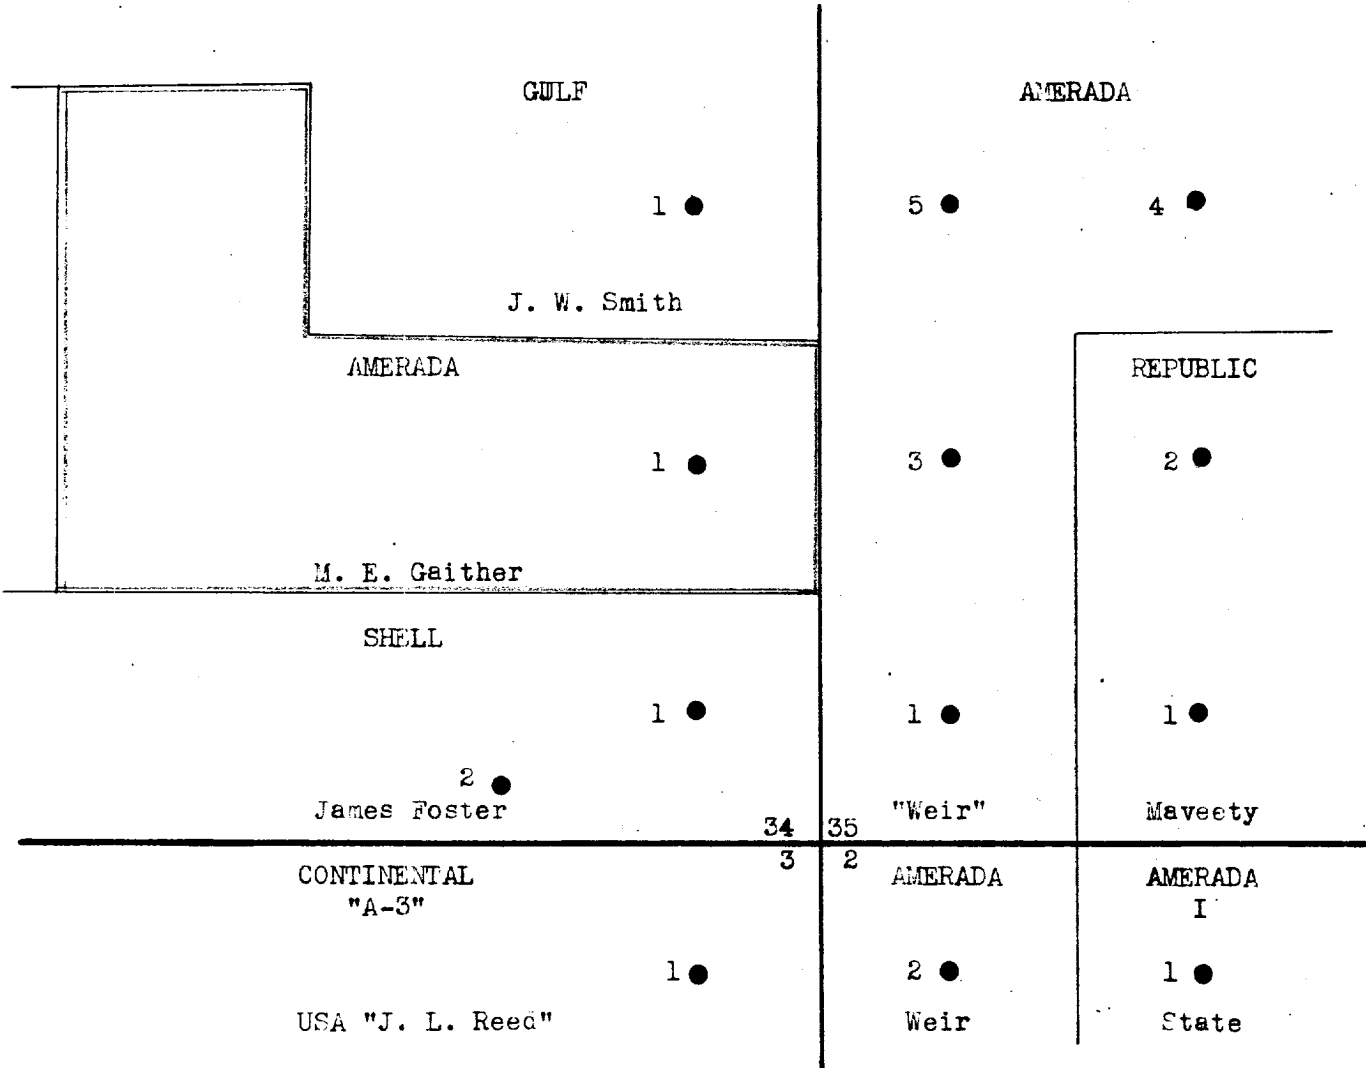 GULF
AMERADA
1
5
4
J. W. Smith
AMERADA
REPUBLIC
1
3
2
M. E. Gaither
SHELL
1
1
1
2
James Foster
"Weir"
Maveety
34 35
3 2
CONTINENTAL
"A-3"
AMERADA
AMERADA
I
1
2
1
USA "J. L. Reed"
Weir
State